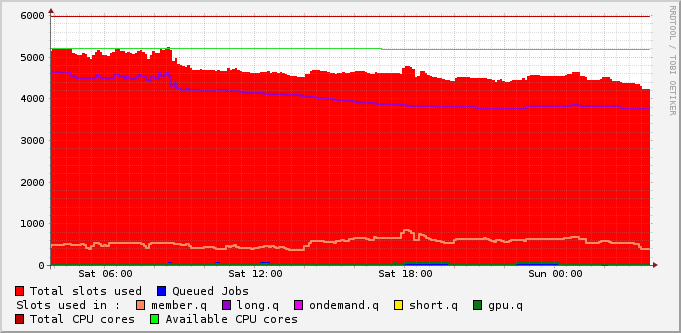 6000
5000
4000
3000
2000
1000
0
Sat 06:00 Sat 12:00 Sat 18:00 Sun 00:00
Total slots used Queued Jobs
Slots used in : member.q long.q ondemand.q short.q gpu.q
Total CPU cores Available CPU cores
RRDTOOL / TOBI OETIKER